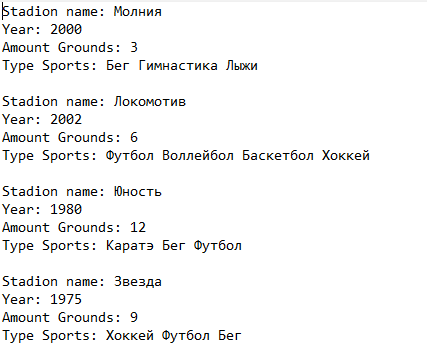 Stadion name: Молния
Year: 2000
Amount Grounds: 3
Type Sports: Бег Гимнастика Лыжи

Stadion name: Локомотив
Year: 2002
Amount Grounds: 6
Type Sports: Футбол Воллейбол Баскетбол Хоккей

Stadion name: Юность
Year: 1980
Amount Grounds: 12
Type Sports: Каратэ Бег Футбол

Stadion name: Звезда
Year: 1975
Amount Grounds: 9
Type Sports: Хоккей Футбол Бег